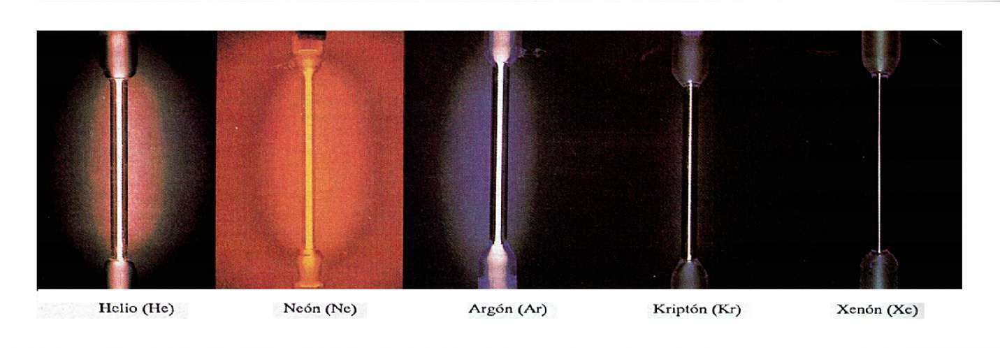 Helio (He)
Neón (Ne)
Argón (Ar)
Kriptón (Kr)
Xenón (Xe)